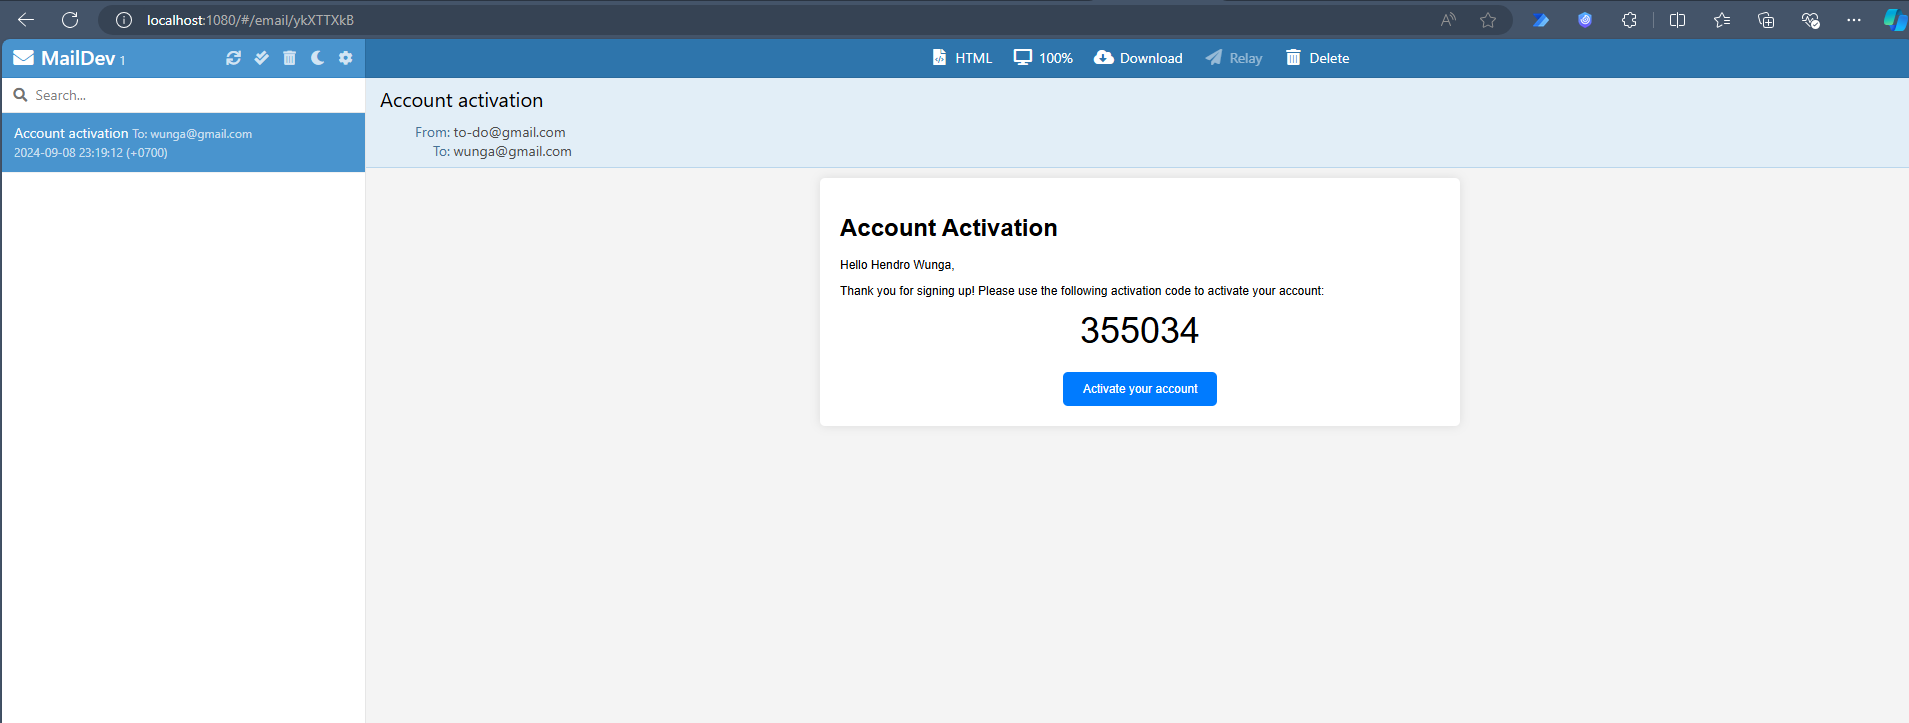 localhost:1080/#/email/ykXTTXkB
MailDev 1
HTML 100% Download Relay Delete
Search...
Account activation To: wunga@gmail.com
2024-09-08 23:19:12 (+0700)
Account activation
From: to-do@gmail.com
To: wunga@gmail.com
Account Activation
Hello Hendro Wunga,
Thank you for signing up! Please use the following activation code to activate your account:
355034
Activate your account